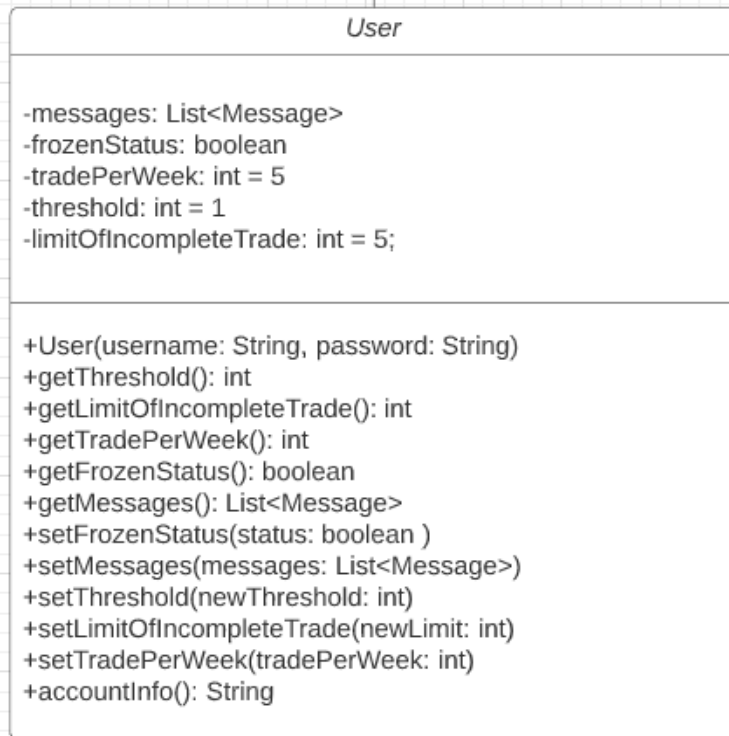 User
-messages: List<Message>
-frozenStatus: boolean
-tradePerWeek: int = 5
-threshold: int = 1
-limitOfIncompleteTrade: int = 5;
+User(username: String, password: String)
+getThreshold(): int
+getLimitOfIncompleteTrade(): int
+getTradePerWeek(): int
+getFrozenStatus(): boolean
+getMessages(): List<Message>
+setFrozenStatus(status: boolean )
+setMessages(messages: List<Message>)
+setThreshold(newThreshold: int)
+setLimitOfIncompleteTrade(newLimit: int)
+setTradePerWeek(tradePerWeek: int)
+accountInfo(): String